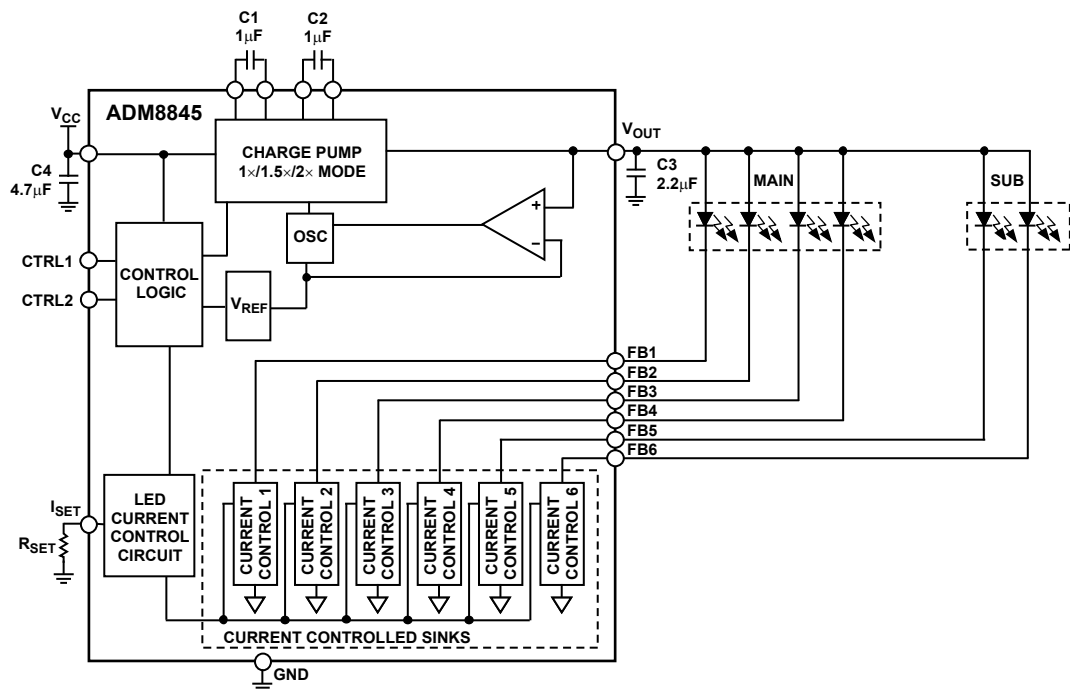 C1
1μF
C2
1μF
ADM8845
VCC
C4
4.7μF
CHARGE PUMP
1×/1.5×/2× MODE
VOUT
C3
2.2μF
MAIN
SUB
OSC
+
−
CTRL1
CTRL2
CONTROL
LOGIC
VREF
FB1
FB2
FB3
FB4
FB5
FB6
ISET
RSET
LED
CURRENT
CONTROL
CIRCUIT
CURRENT
CONTROL 1
CURRENT
CONTROL 2
CURRENT
CONTROL 3
CURRENT
CONTROL 4
CURRENT
CONTROL 5
CURRENT
CONTROL 6
CURRENT CONTROLLED SINKS
GND